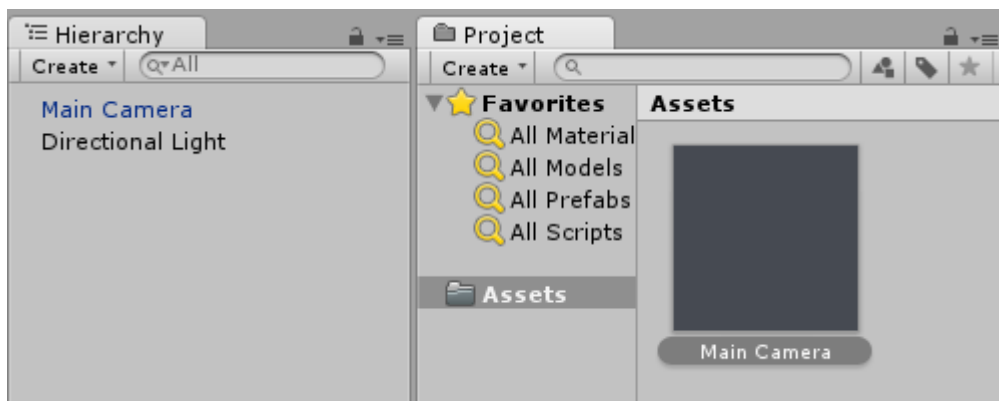 Hierarchy
Create
All
Main Camera
Directional Light
Project
Create
Favorites
All Material
All Models
All Prefabs
All Scripts
Assets
Assets
Main Camera